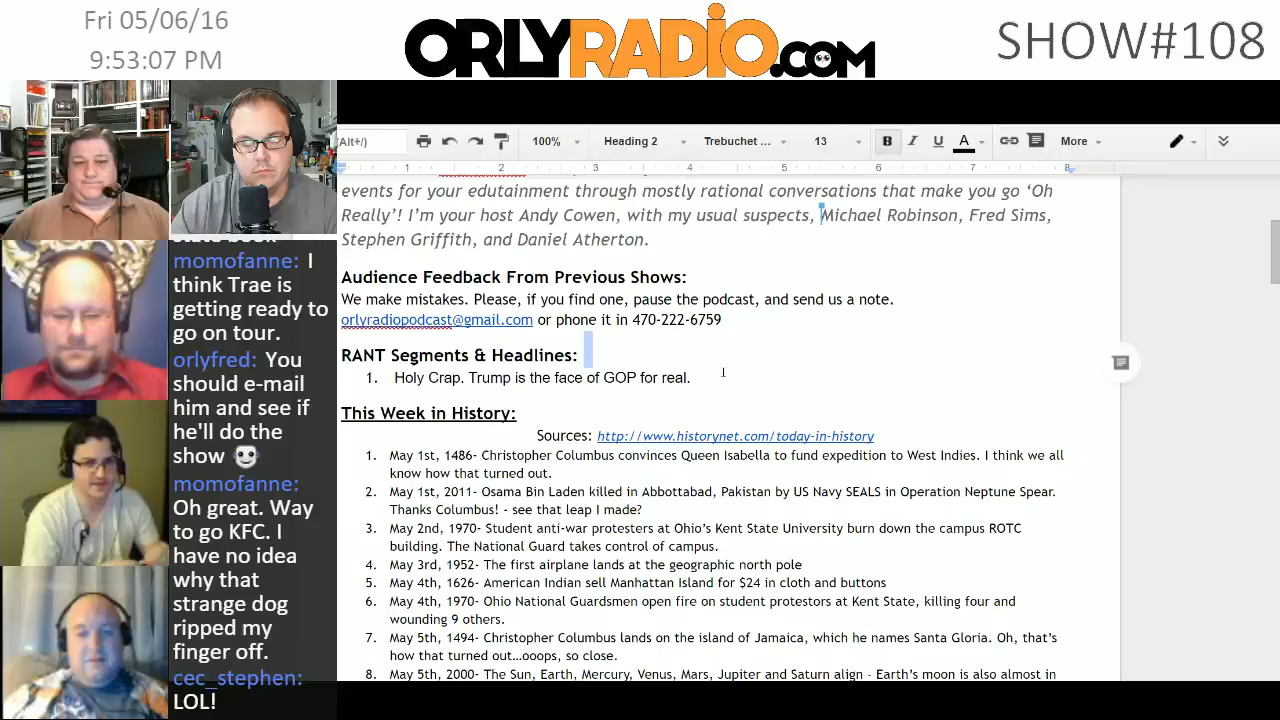 Fri 05/06/16
9:53:07 PM
ORLYRADIO.COM
SHOW#108
(Alt+/)
100%
Heading 2
Trebuchet ...
13
B
I
U
A
More
1
2
3
4
5
6
7
8
events for your edutainment through mostly rational conversations that make you go ‘Oh
Really’! I’m your host Andy Cowen, with my usual suspects, Michael Robinson, Fred Sims,
Stephen Griffith, and Daniel Atherton.
Audience Feedback From Previous Shows:
We make mistakes. Please, if you find one, pause the podcast, and send us a note.
orlyradiopodcast@gmail.com or phone it in 470-222-6759
RANT Segments & Headlines:
1. Holy Crap. Trump is the face of GOP for real.
This Week in History:
Sources: http://www.historynet.com/today-in-history
1. May 1st, 1486- Christopher Columbus convinces Queen Isabella to fund expedition to West Indies. I think we all
know how that turned out.
2. May 1st, 2011- Osama Bin Laden killed in Abbottabad, Pakistan by US Navy SEALS in Operation Neptune Spear.
Thanks Columbus! - see that leap I made?
3. May 2nd, 1970- Student anti-war protesters at Ohio’s Kent State University burn down the campus ROTC
building. The National Guard takes control of campus.
4. May 3rd, 1952- The first airplane lands at the geographic north pole
5. May 4th, 1626- American Indian sell Manhattan Island for $24 in cloth and buttons
6. May 4th, 1970- Ohio National Guardsmen open fire on student protestors at Kent State, killing four and
wounding 9 others.
7. May 5th, 1494- Christopher Columbus lands on the island of Jamaica, which he names Santa Gloria. Oh, that’s
how that turned out…ooops, so close.
8. May 5th, 2000- The Sun, Earth, Mercury, Venus, Mars, Jupiter and Saturn align - Earth’s moon is also almost in
momofanne: I
think Trae is
getting ready to
go on tour.
orlyfred: You
should e-mail
him and see if
he'll do the
show
momofanne:
Oh great. Way
to go KFC. I
have no idea
why that
strange dog
ripped my
finger off.
cec_stephen:
LOL!